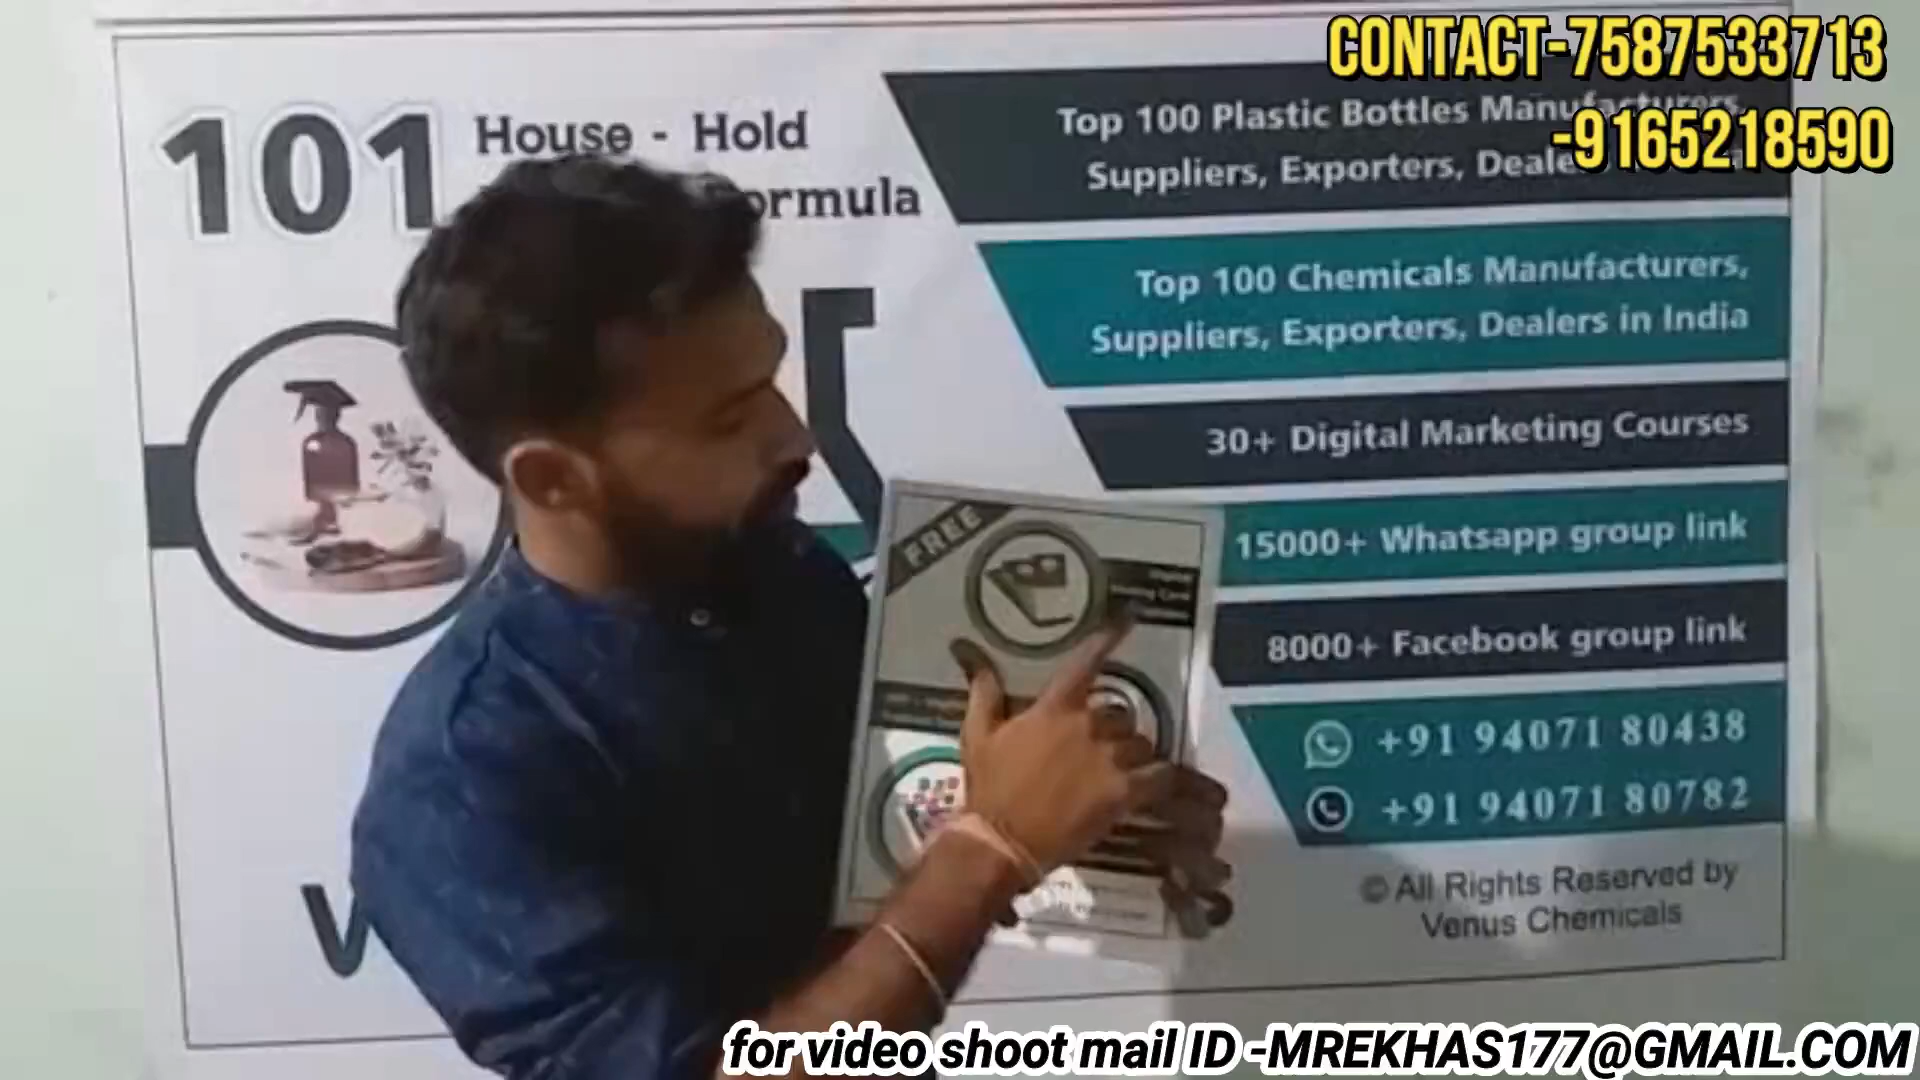 CONTACT-7587533713
-9165218590
101
House - Hold
ormula
Top 100 Plastic Bottles Manufacturers,
Suppliers, Exporters,
Top 100 Chemicals Manufacturers,
Suppliers, Exporters, Dealers in India
30+ Digital Marketing Courses
15000+ Whatsapp group link
8000+ Facebook group link
+91 94071 80438
+91 94071 80782
© All Rights Reserved by
Venus Chemicals
FREE
for video shoot mail ID -MREKHAS177@GMAIL.COM